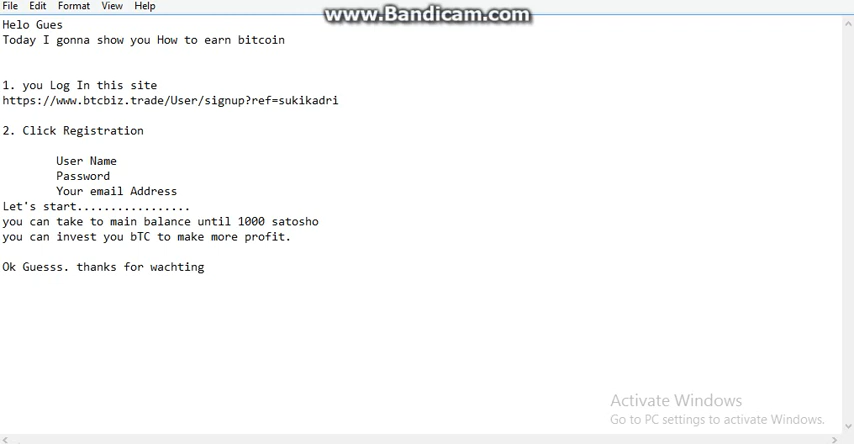 File Edit Format View Help
www.Bandicam.com
Helo Gues
Today I gonna show you How to earn bitcoin
1. you Log In this site
https://www.btcbiz.trade/User/signup?ref=sukikadri
2. Click Registration
User Name
Password
Your email Address
Let's start.................
you can take to main balance until 1000 satosho
you can invest you bTC to make more profit.
Ok Guesss. thanks for wachting
Activate Windows
Go to PC settings to activate Windows.